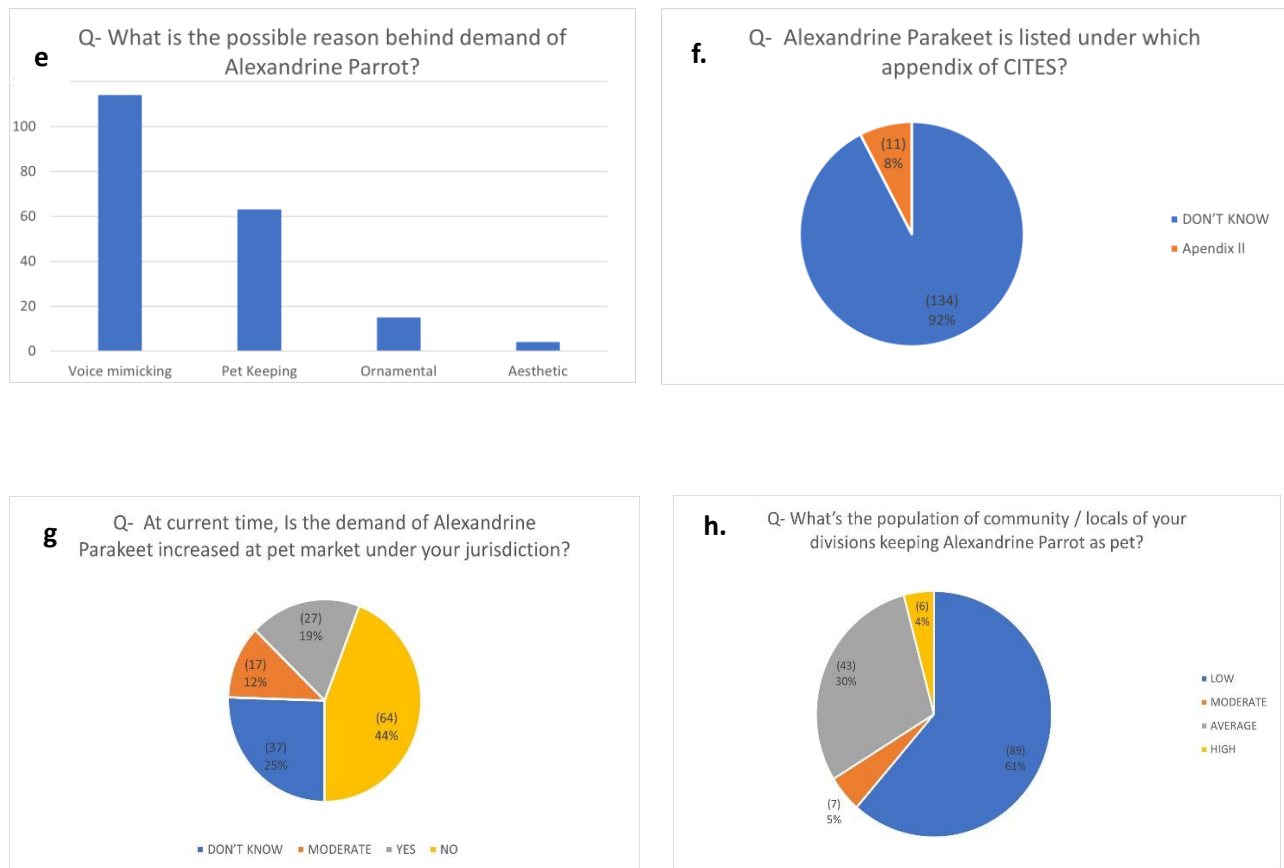 e
Q- What is the possible reason behind demand of
Alexandrine Parrot?
100
80
60
40
20
0
Voice mimicking
Pet Keeping
Ornamental
Aesthetic
f.
Q- Alexandrine Parakeet is listed under which
appendix of CITES?
(11)
8%
(134)
92%
DON'T KNOW
Apendix II
g
Q- At current time, Is the demand of Alexandrine
Parakeet increased at pet market under your jurisdiction?
(27)
19%
(17)
12%
(64)
44%
(37)
25%
DON'T KNOW
MODERATE
YES
NO
h.
Q- What's the population of community / locals of your
divisions keeping Alexandrine Parrot as pet?
(6)
4%
(43)
30%
(89)
61%
(7)
5%
LOW
MODERATE
AVERAGE
HIGH